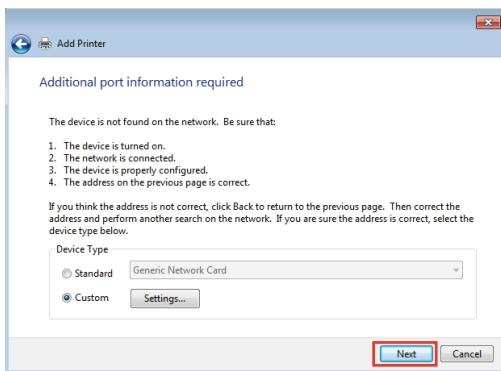 Add Printer
Additional port information required
The device is not found on the network.  Be sure that:
1.  The device is turned on.
2.  The network is connected.
3.  The device is properly configured.
4.  The address on the previous page is correct.
If you think the address is not correct, click Back to return to the previous page.  Then correct the
address and perform another search on the network.  If you are sure the address is correct, select the
device type below.
Device Type
Standard Generic Network Card
Custom Settings...
Next Cancel